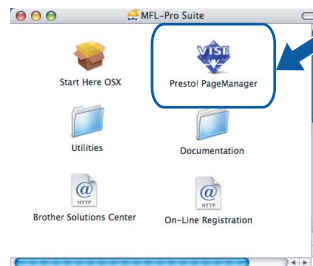 MFL-Pro Suite
VISE
Start Here OSX
Presto! PageManager
Utilities
Documentation
@
HTTP
@
HTTP
Brother Solutions Center
On-Line Registration